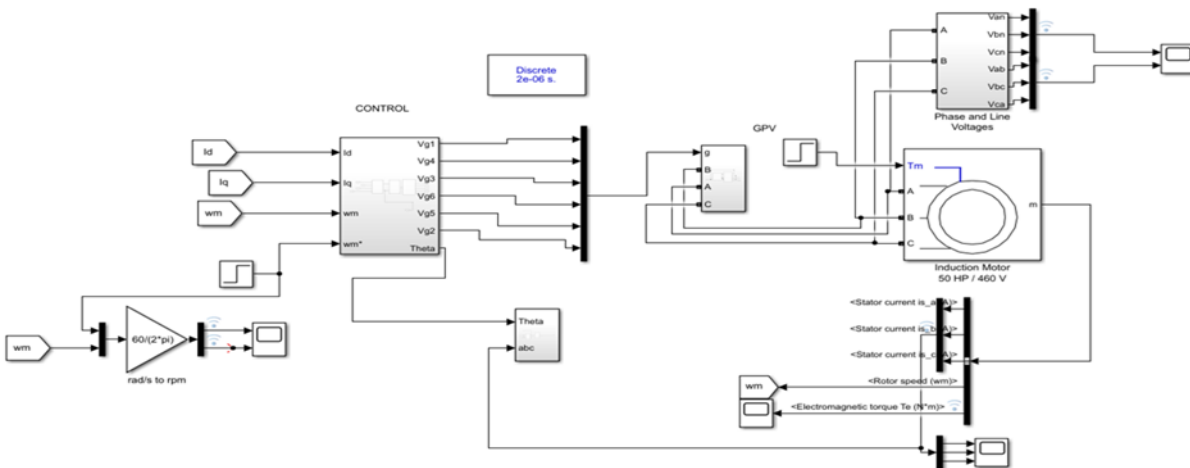 Discrete
2e-06 s.
CONTROL
Id
Iq
wm
Id
Iq
wm
wm*
Vg1
Vg4
Vg3
Vg6
Vg5
Vg2
Theta
GPV
g
B
A
C
A
B
C
Van
Vbn
Vcn
Vab
Vbc
Vca
Phase and Line
Voltages
Tm
A
B
C
m
Induction Motor
50 HP / 460 V
wm
60/(2*pi)
rad/s to rpm
Theta
abc
<Stator current is_a (A)>
<Stator current is_b (A)>
<Stator current is_c (A)>
<Rotor speed (wm)>
wm
<Electromagnetic torque Te (N*m)>